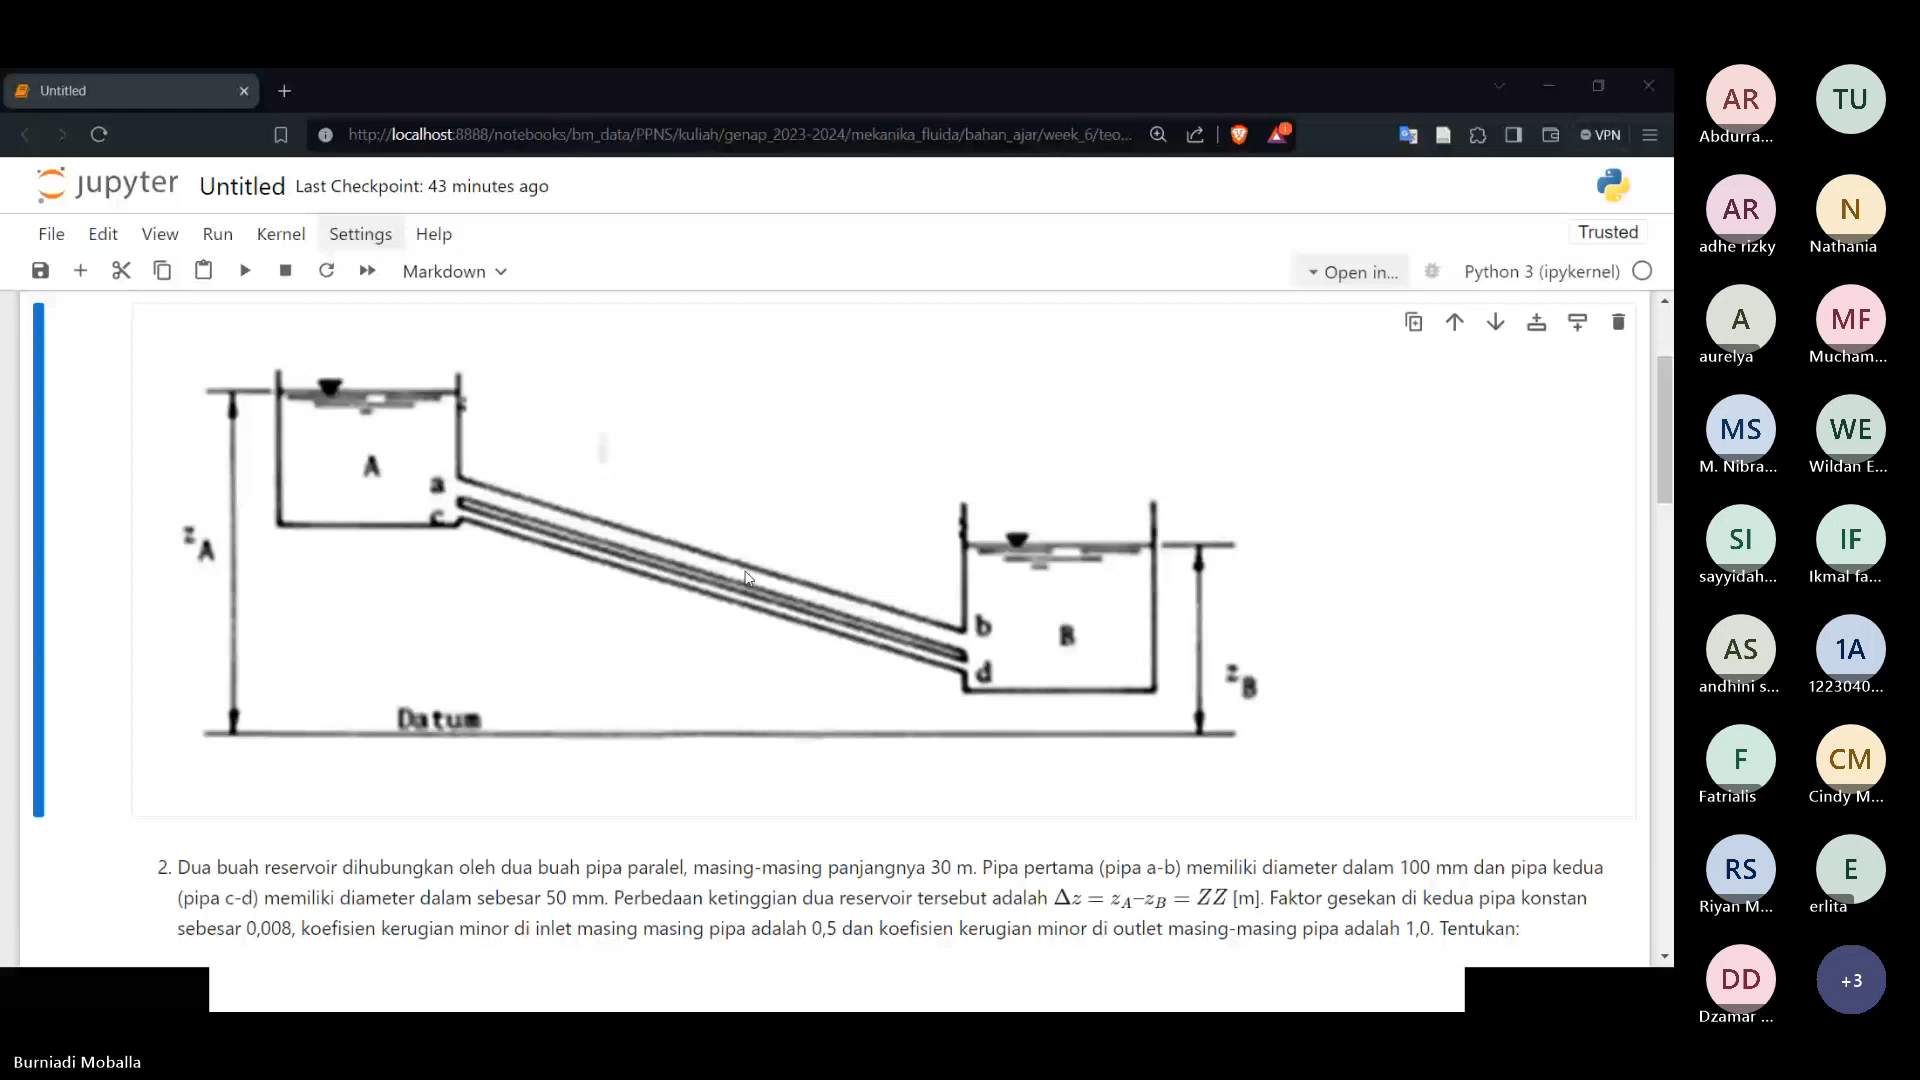 Untitled
http://localhost:8888/notebooks/bm_data/PPNS/kuliah/genap_2023-2024/mekanika_fluida/bahan_ajar/week_6/teo...
1
VPN
jupyter Untitled Last Checkpoint: 43 minutes ago
File Edit View Run Kernel Settings Help
Trusted
Markdown
Open in...
Python 3 (ipykernel)
A
a
c
zA
b
B
d
zB
Datum
2. Dua buah reservoir dihubungkan oleh dua buah pipa paralel, masing-masing panjangnya 30 m. Pipa pertama (pipa a-b) memiliki diameter dalam 100 mm dan pipa kedua
(pipa c-d) memiliki diameter dalam sebesar 50 mm. Perbedaan ketinggian dua reservoir tersebut adalah Δz = zA–zB = ZZ [m]. Faktor gesekan di kedua pipa konstan
sebesar 0,008, koefisien kerugian minor di inlet masing masing pipa adalah 0,5 dan koefisien kerugian minor di outlet masing-masing pipa adalah 1,0. Tentukan:
Burniadi Moballa
AR
Abdurra...
TU
AR
adhe rizky
N
Nathania
A
aurelya
MF
Mucham...
MS
M. Nibra...
WE
Wildan E...
SI
sayyidah...
IF
Ikmal fa...
AS
andhini s...
1A
1223040...
F
Fatrialis
CM
Cindy M...
RS
Riyan M...
E
erlita
DD
Dzamar ...
+3